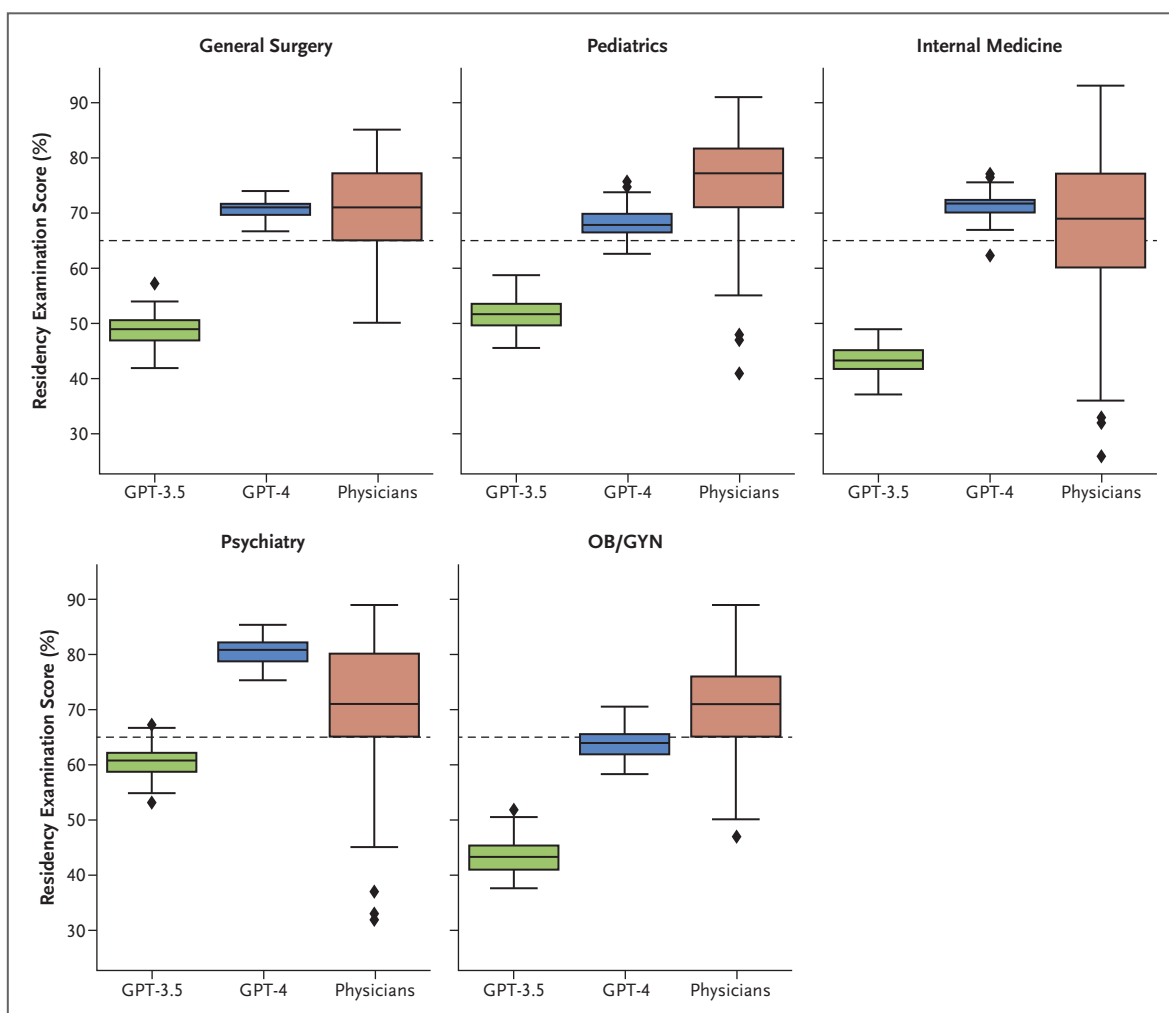 General Surgery
Pediatrics
Internal Medicine
Residency Examination Score (%)
90
80
70
60
50
40
30
GPT-3.5
GPT-4
Physicians
GPT-3.5
GPT-4
Physicians
GPT-3.5
GPT-4
Physicians
Psychiatry
OB/GYN
Residency Examination Score (%)
90
80
70
60
50
40
30
GPT-3.5
GPT-4
Physicians
GPT-3.5
GPT-4
Physicians